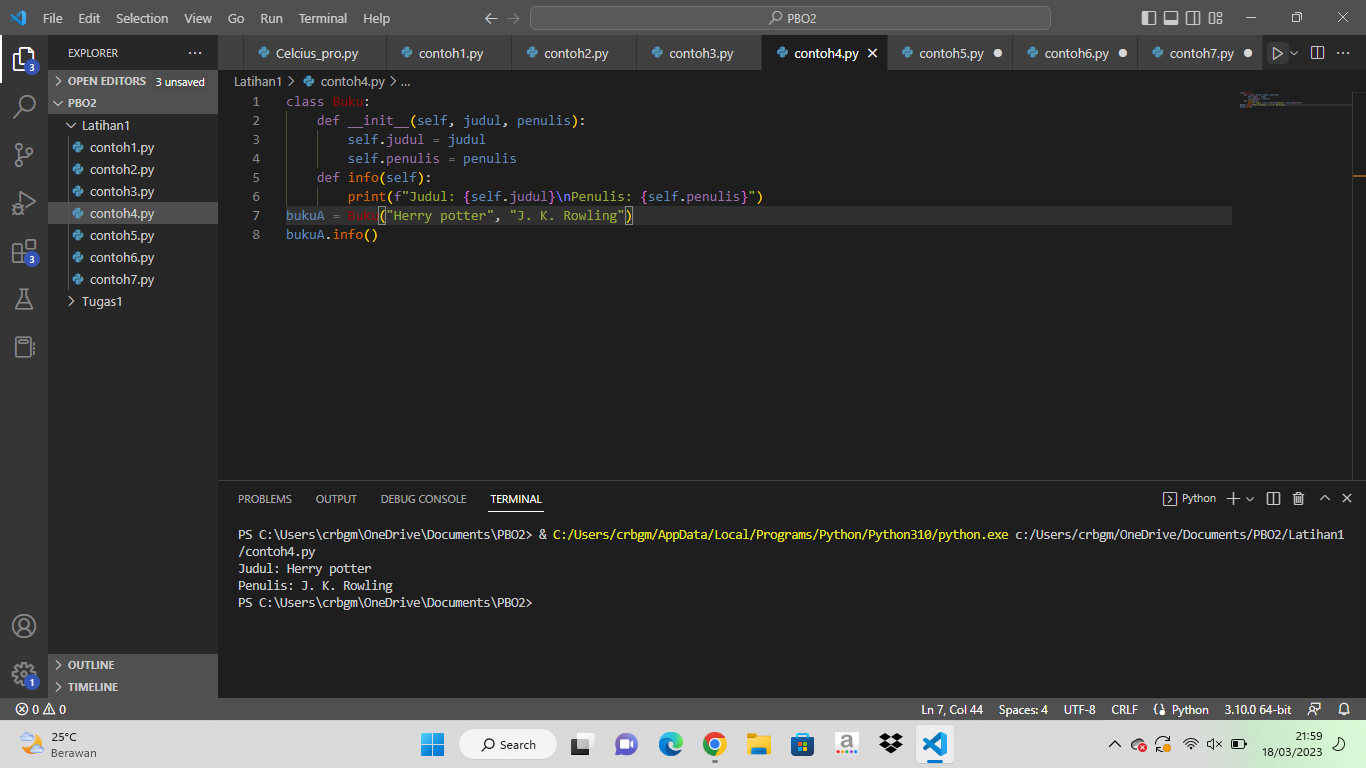 File Edit Selection View Go Run Terminal Help
PBO2
EXPLORER
Celcius_pro.py contoh1.py contoh2.py contoh3.py contoh4.py contoh5.py contoh6.py contoh7.py
3
OPEN EDITORS 3 unsaved
PBO2
Latihan1
contoh1.py
contoh2.py
contoh3.py
contoh4.py
contoh5.py
contoh6.py
contoh7.py
Tugas1
3
Latihan1 > contoh4.py > ...
1 class Buku:
2 def __init__(self, judul, penulis):
3 self.judul = judul
4 self.penulis = penulis
5 def info(self):
6 print(f"Judul: {self.judul}\nPenulis: {self.penulis}")
7 bukuA = Buku("Herry potter", "J. K. Rowling")
8 bukuA.info()
PROBLEMS OUTPUT DEBUG CONSOLE TERMINAL
Python
PS C:\Users\crbgm\OneDrive\Documents\PBO2> & C:/Users/crbgm/AppData/Local/Programs/Python/Python310/python.exe c:/Users/crbgm/OneDrive/Documents/PBO2/Latihan1
/contoh4.py
Judul: Herry potter
Penulis: J. K. Rowling
PS C:\Users\crbgm\OneDrive\Documents\PBO2>
OUTLINE
TIMELINE
1
0 0
Ln 7, Col 44 Spaces: 4 UTF-8 CRLF Python 3.10.0 64-bit
25°C
Berawan
Search
21:59
18/03/2023